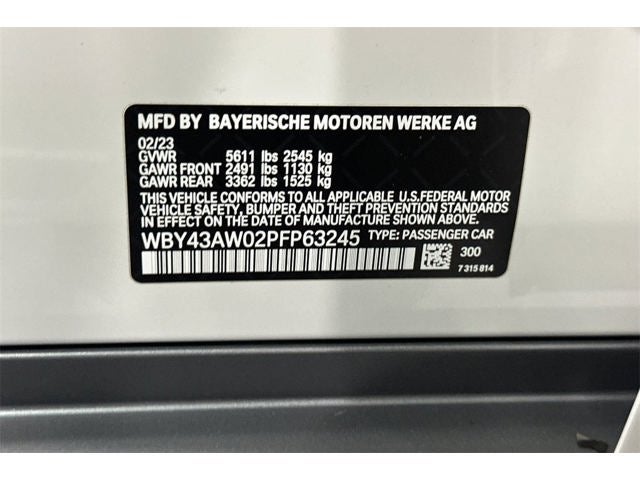 MFD BY BAYERISCHE MOTOREN WERKE AG
02/23
GVWR 5611 lbs 2545 kg
GAWR FRONT 2491 lbs 1130 kg
GAWR REAR 3362 lbs 1525 kg
THIS VEHICLE CONFORMS TO ALL APPLICABLE U.S.FEDERAL MOTOR
VEHICLE SAFETY, BUMPER AND THEFT PREVENTION STANDARDS
IN EFFECT ON THE DATE OF MANUFACTURE SHOWN ABOVE.
WBY43AW02PFP63245 TYPE: PASSENGER CAR
300
7 315 814